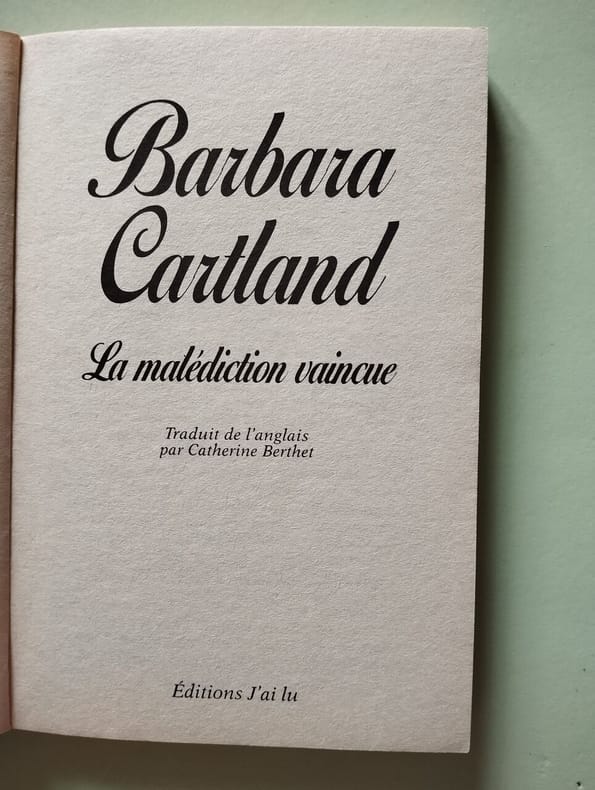 Barbara
Cartland
La malédiction vaincue
Traduit de l'anglais
par Catherine Berthet
Éditions J'ai lu